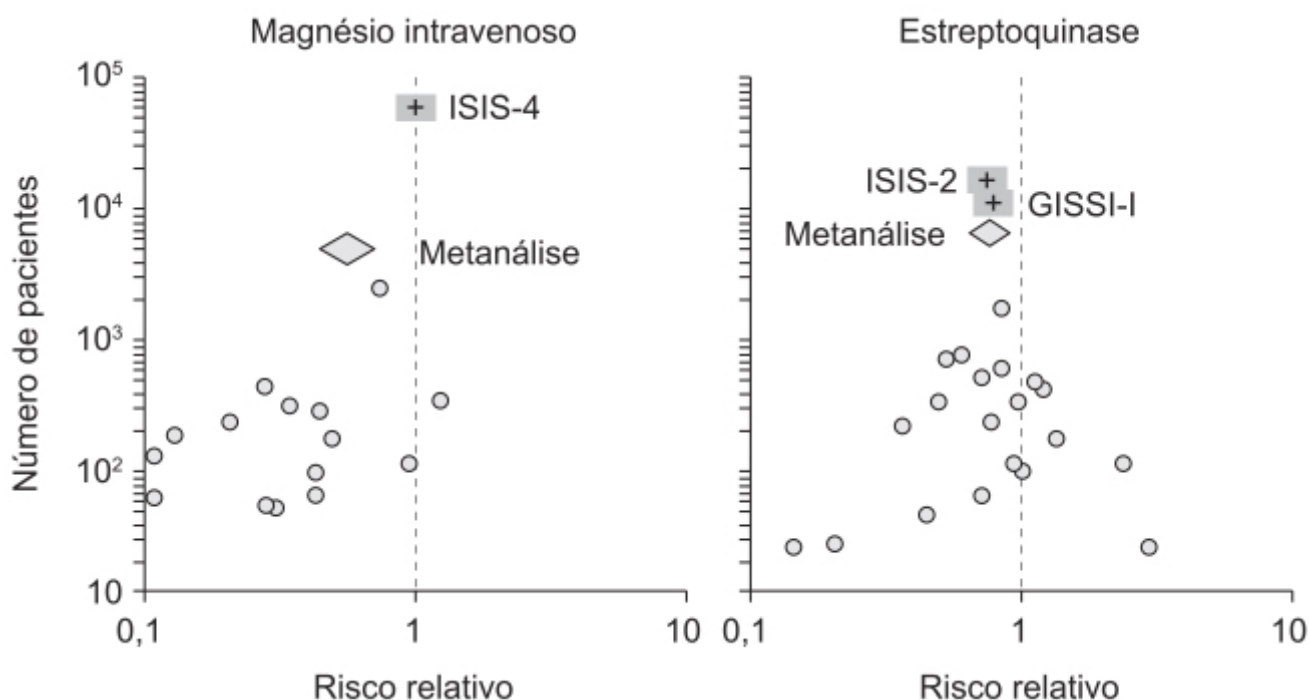 Magnésio intravenoso
Número de pacientes
10⁵
10⁴
10³
10²
10
ISIS-4
Metanálise
0,1
1
10
Risco relativo
Estreptoquinase
ISIS-2
GISSI-I
Metanálise
0,1
1
10
Risco relativo